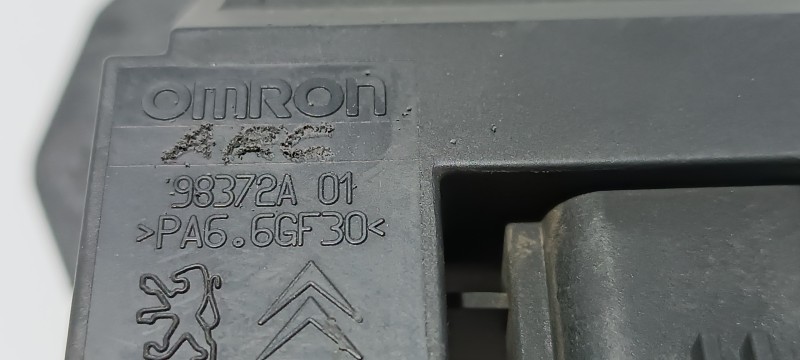 OMRON
ARC
98372A 01
>PA6.6GF30<